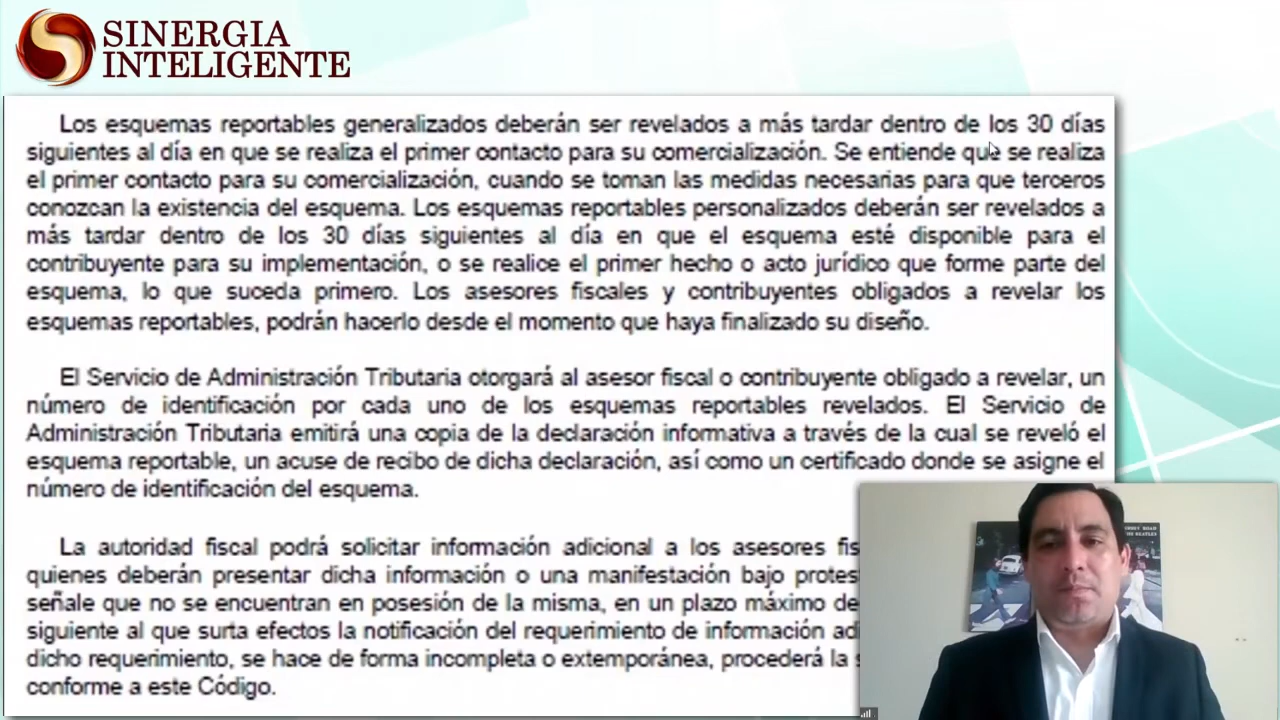 SINERGIA
INTELIGENTE
Los esquemas reportables generalizados deberán ser revelados a más tardar dentro de los 30 días
siguientes al día en que se realiza el primer contacto para su comercialización. Se entiende que se realiza
el primer contacto para su comercialización, cuando se toman las medidas necesarias para que terceros
conozcan la existencia del esquema. Los esquemas reportables personalizados deberán ser revelados a
más tardar dentro de los 30 días siguientes al día en que el esquema esté disponible para el
contribuyente para su implementación, o se realice el primer hecho o acto jurídico que forme parte del
esquema, lo que suceda primero. Los asesores fiscales y contribuyentes obligados a revelar los
esquemas reportables, podrán hacerlo desde el momento que haya finalizado su diseño.
El Servicio de Administración Tributaria otorgará al asesor fiscal o contribuyente obligado a revelar, un
número de identificación por cada uno de los esquemas reportables revelados. El Servicio de
Administración Tributaria emitirá una copia de la declaración informativa a través de la cual se reveló el
esquema reportable, un acuse de recibo de dicha declaración, así como un certificado donde se asigne el
número de identificación del esquema.
La autoridad fiscal podrá solicitar información adicional a los asesores fis
quienes deberán presentar dicha información o una manifestación bajo protes
señale que no se encuentran en posesión de la misma, en un plazo máximo de
siguiente al que surta efectos la notificación del requerimiento de información adi
dicho requerimiento, se hace de forma incompleta o extemporánea, procederá la s
conforme a este Código.